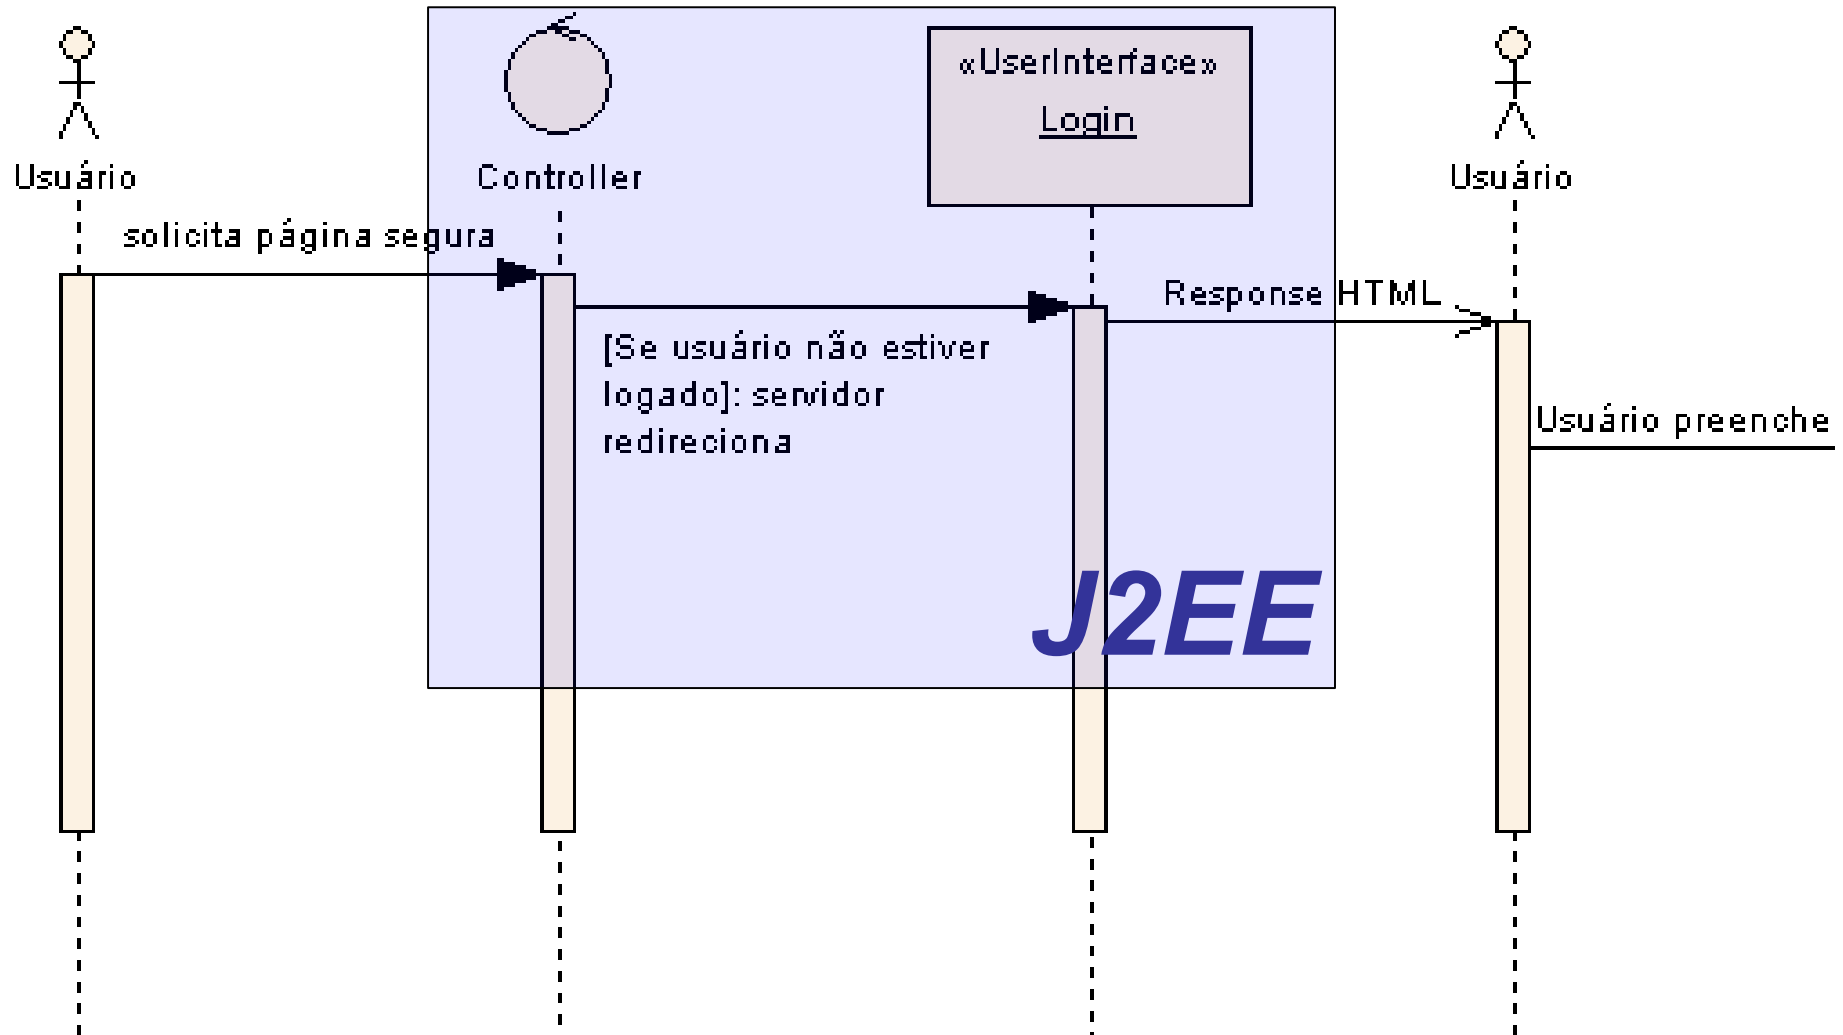 «UserInterface»
Login
Usuário
Controller
Usuário
solicita página segura
Response HTML
[Se usuário não estiver
logado]: servidor
redireciona
Usuário preenche
J2EE